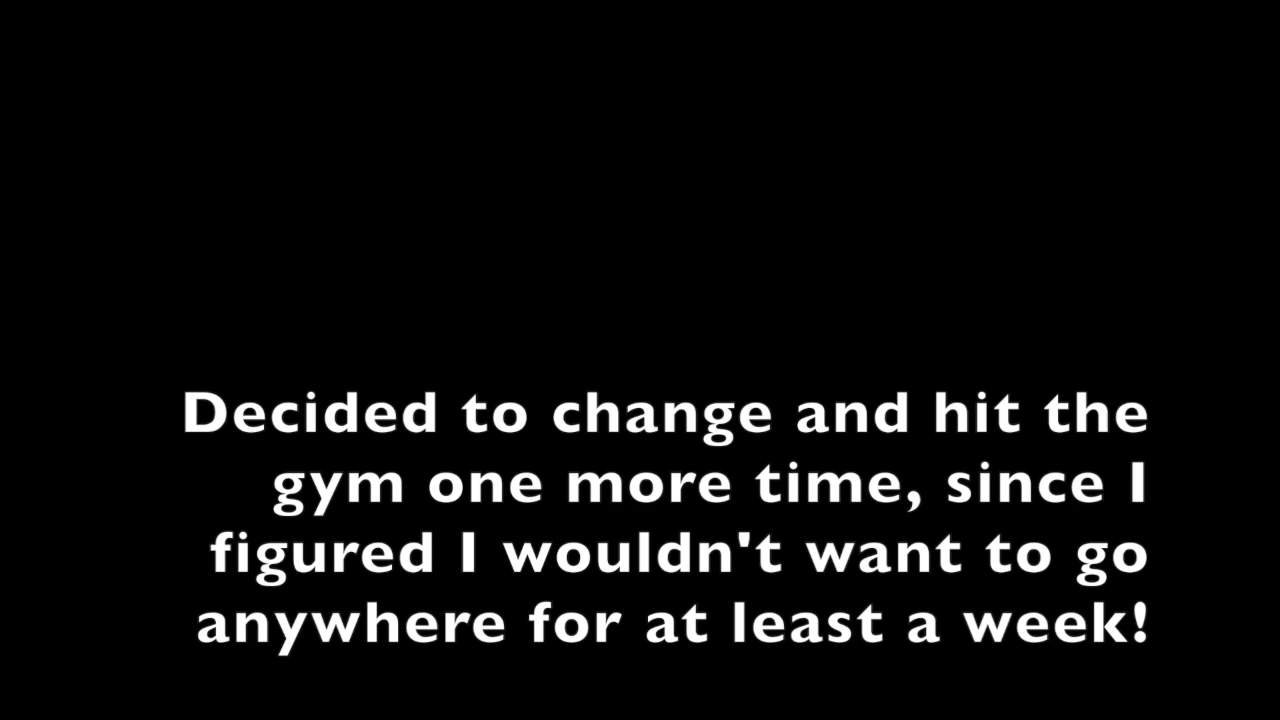 Decided to change and hit the
gym one more time, since I
figured I wouldn't want to go
anywhere for at least a week!